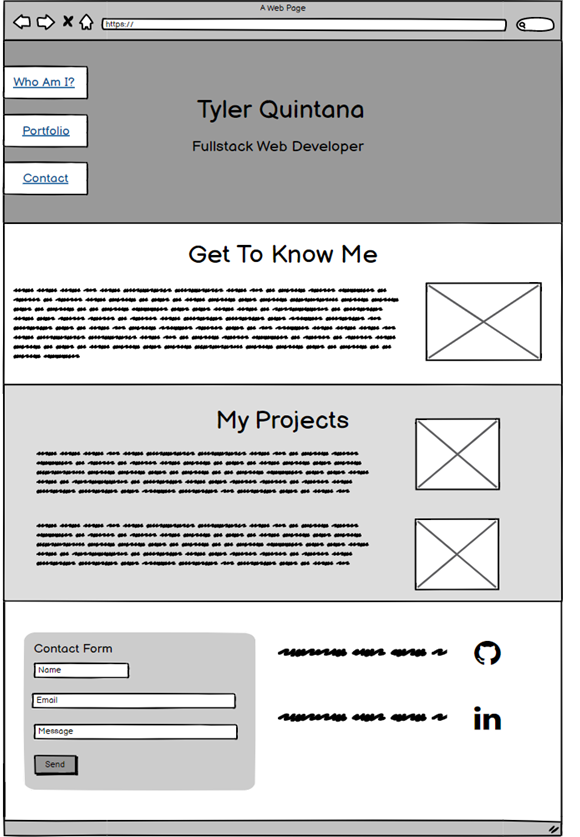 A Web Page
https://
Who Am I?
Portfolio
Contact
Tyler Quintana
Fullstack Web Developer
Get To Know Me
My Projects
Contact Form
Name
Email
Message
Send
in